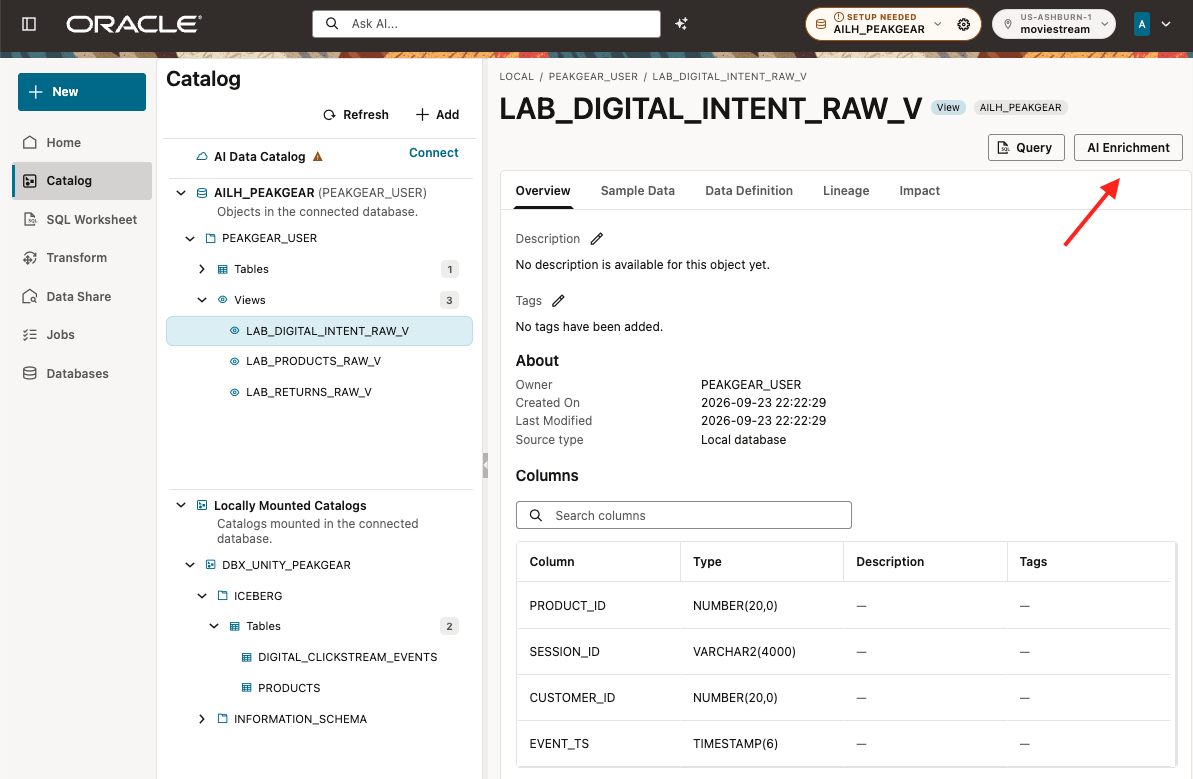 ORACLE
Ask AI...
SETUP NEEDED
AILH_PEAKGEAR
US-ASHBURN-1
moviestream
A
New
Home
Catalog
SQL Worksheet
Transform
Data Share
Jobs
Databases
Catalog
Refresh
Add
AI Data Catalog
Connect
AILH_PEAKGEAR (PEAKGEAR_USER)
Objects in the connected database.
PEAKGEAR_USER
Tables 1
Views 3
LAB_DIGITAL_INTENT_RAW_V
LAB_PRODUCTS_RAW_V
LAB_RETURNS_RAW_V
Locally Mounted Catalogs
Catalogs mounted in the connected
database.
DBX_UNITY_PEAKGEAR
ICEBERG
Tables 2
DIGITAL_CLICKSTREAM_EVENTS
PRODUCTS
INFORMATION_SCHEMA
LOCAL / PEAKGEAR_USER / LAB_DIGITAL_INTENT_RAW_V
LAB_DIGITAL_INTENT_RAW_V View AILH_PEAKGEAR
Query AI Enrichment
Overview Sample Data Data Definition Lineage Impact
Description
No description is available for this object yet.
Tags
No tags have been added.
About
Owner PEAKGEAR_USER
Created On 2026-09-23 22:22:29
Last Modified 2026-09-23 22:22:29
Source type Local database
Columns
Search columns
Column Type Description Tags
PRODUCT_ID NUMBER(20,0) — —
SESSION_ID VARCHAR2(4000) — —
CUSTOMER_ID NUMBER(20,0) — —
EVENT_TS TIMESTAMP(6) — —